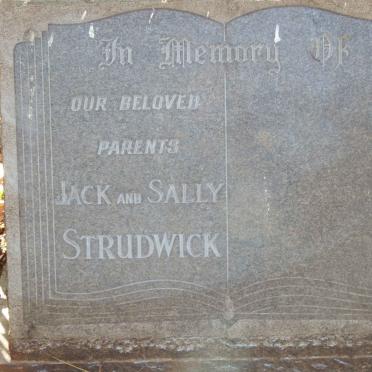 In Memory Of
OUR BELOVED
PARENTS
JACK AND SALLY
STRUDWICK